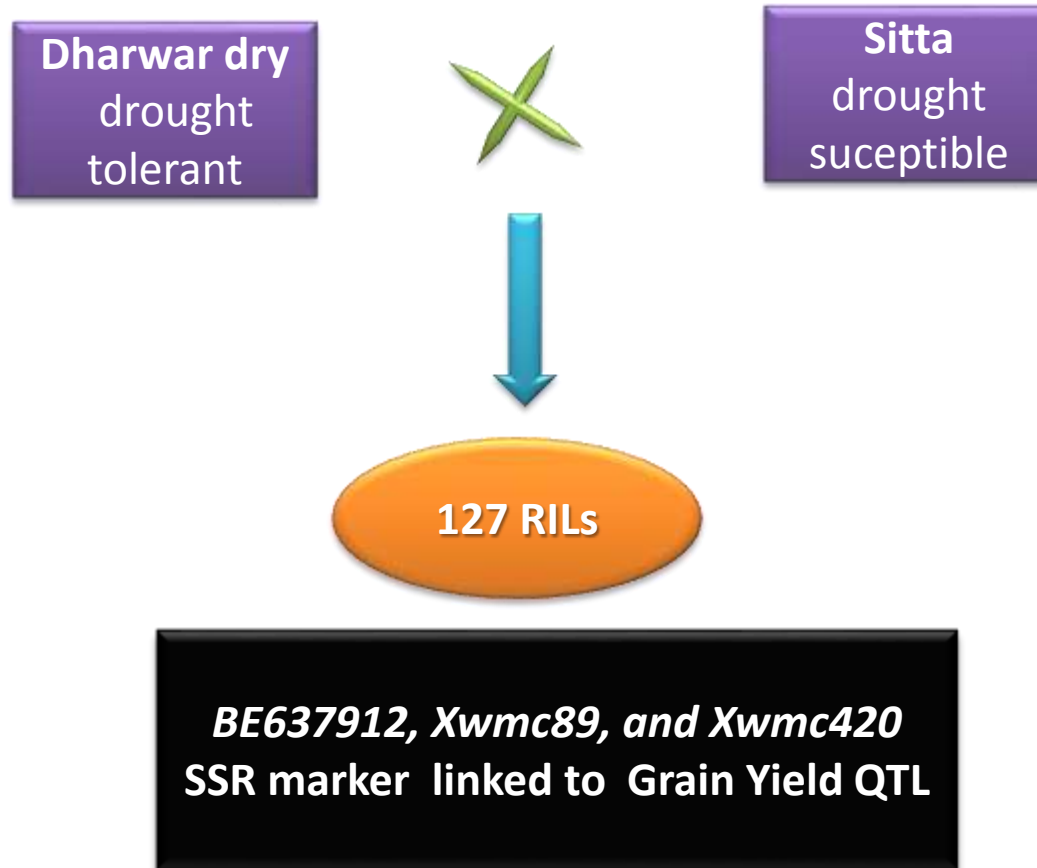 Dharwar dry
drought
tolerant
Sitta
drought
suceptible
127 RILs
BE637912, Xwmc89, and Xwmc420
SSR marker linked to Grain Yield QTL